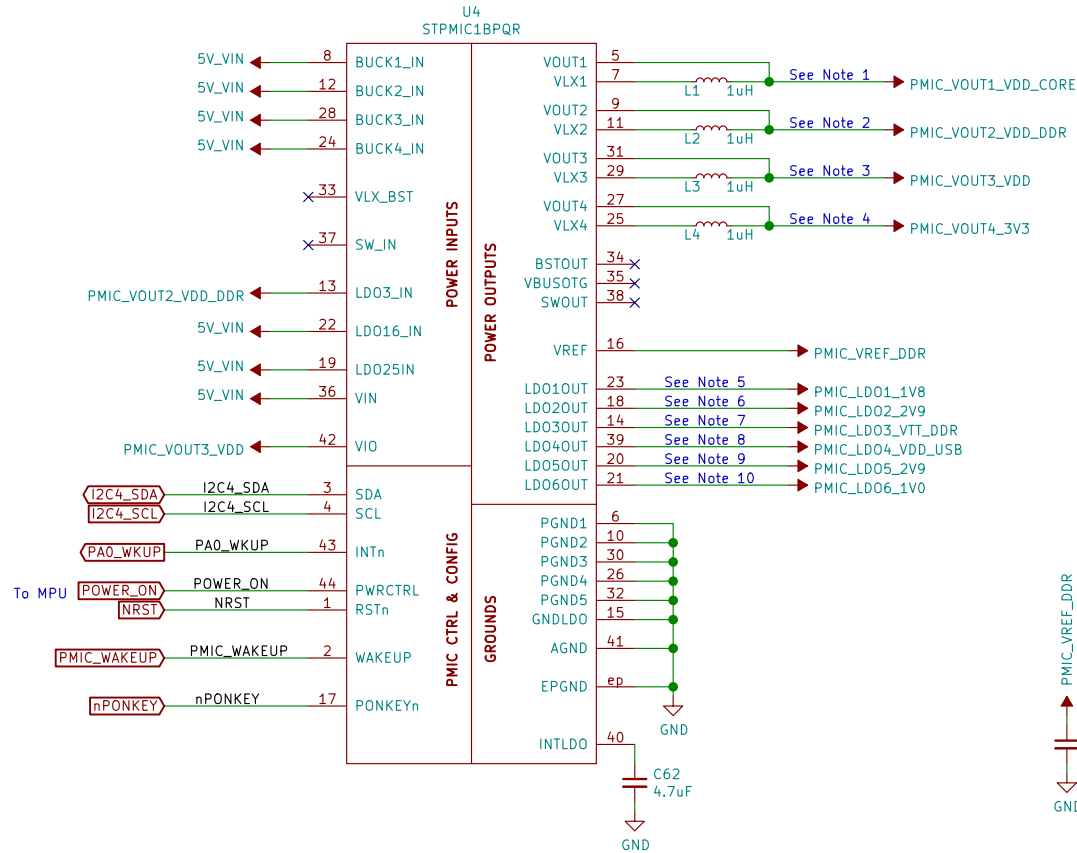 U4
STPMIC1BPQR
5V_VIN 8 BUCK1_IN
5V_VIN 12 BUCK2_IN
5V_VIN 28 BUCK3_IN
5V_VIN 24 BUCK4_IN
33 VLX_BST
37 SW_IN
PMIC_VOUT2_VDD_DDR 13 LDO3_IN
5V_VIN 22 LDO16_IN
5V_VIN 19 LDO25IN
5V_VIN 36 VIN
PMIC_VOUT3_VDD 42 VIO
POWER INPUTS
I2C4_SDA I2C4_SDA 3 SDA
I2C4_SCL I2C4_SCL 4 SCL
PA0_WKUP PA0_WKUP 43 INTn
To MPU POWER_ON POWER_ON 44 PWRCTRL
NRST NRST 1 RSTn
PMIC_WAKEUP PMIC_WAKEUP 2 WAKEUP
nPONKEY nPONKEY 17 PONKEYn
PMIC CTRL & CONFIG
POWER OUTPUTS
VOUT1 5
VLX1 7 L1 1uH See Note 1 PMIC_VOUT1_VDD_CORE
VOUT2 9
VLX2 11 L2 1uH See Note 2 PMIC_VOUT2_VDD_DDR
VOUT3 31
VLX3 29 L3 1uH See Note 3 PMIC_VOUT3_VDD
VOUT4 27
VLX4 25 L4 1uH See Note 4 PMIC_VOUT4_3V3
BSTOUT 34
VBUSOTG 35
SWOUT 38
VREF 16 PMIC_VREF_DDR
LDO1OUT 23 See Note 5 PMIC_LDO1_1V8
LDO2OUT 18 See Note 6 PMIC_LDO2_2V9
LDO3OUT 14 See Note 7 PMIC_LDO3_VTT_DDR
LDO4OUT 39 See Note 8 PMIC_LDO4_VDD_USB
LDO5OUT 20 See Note 9 PMIC_LDO5_2V9
LDO6OUT 21 See Note 10 PMIC_LDO6_1V0
GROUNDS
PGND1 6
PGND2 10
PGND3 30
PGND4 26
PGND5 32
GNDLDO 15
AGND 41
EPGND ep
GND
INTLDO 40
C62
4.7uF
GND
PMIC_VREF_DDR
GND